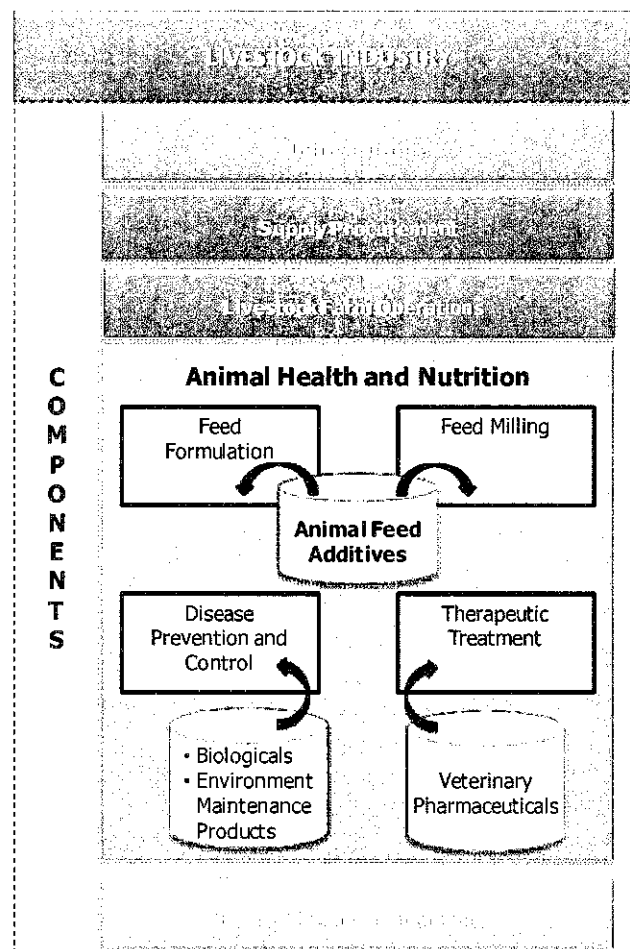 LIVESTOCK INDUSTRY
Supply Procurement
Livestock Farm Operations
COMPONENTS
Animal Health and Nutrition
Feed
Formulation
Feed Milling
Animal Feed
Additives
Disease
Prevention and
Control
Therapeutic
Treatment
• Biologicals
• Environment
Maintenance
Products
Veterinary
Pharmaceuticals